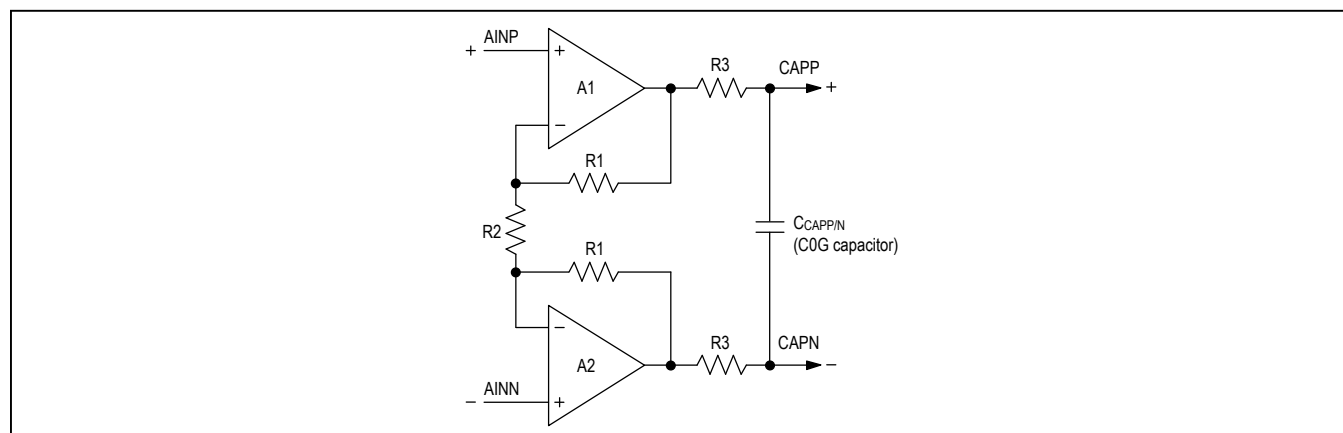 + AINP
+
A1
−
R3
CAPP
+
R1
R2
R1
CCAPP/N
(C0G capacitor)
−
A2
+
R3
CAPN
−
− AINN